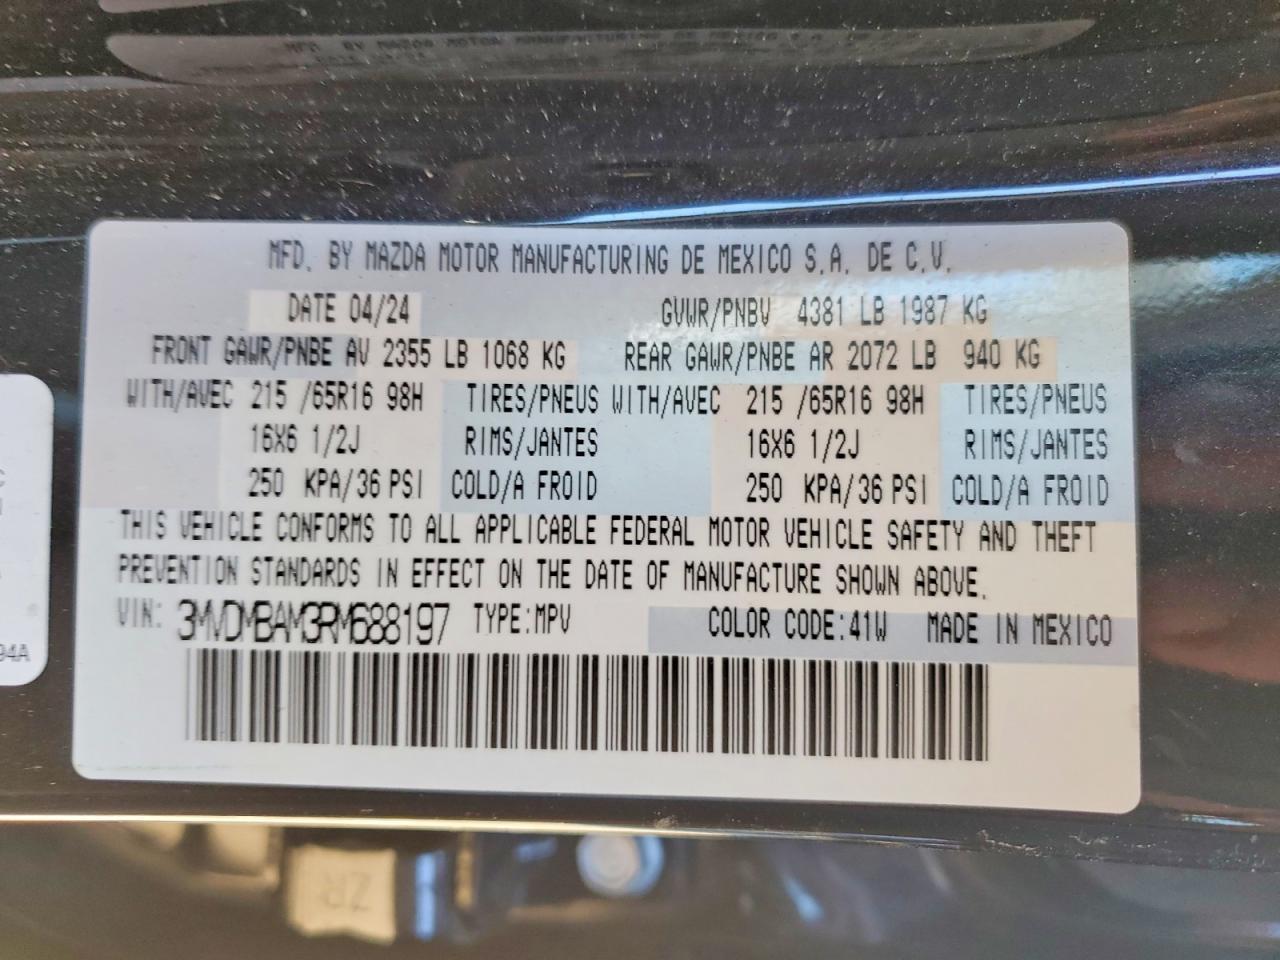 MFD. BY MAZDA MOTOR MANUFACTURING DE MEXICO S.A. DE C.V.
DATE 04/24 GVWR/PNBV 4381 LB 1987 KG
FRONT GAWR/PNBE AV 2355 LB 1068 KG REAR GAWR/PNBE AR 2072 LB 940 KG
WITH/AVEC 215 /65R16 98H TIRES/PNEUS WITH/AVEC 215 /65R16 98H TIRES/PNEUS
16X6 1/2J RIMS/JANTES 16X6 1/2J RIMS/JANTES
250 KPA/36 PSI COLD/A FROID 250 KPA/36 PSI COLD/A FROID
THIS VEHICLE CONFORMS TO ALL APPLICABLE FEDERAL MOTOR VEHICLE SAFETY AND THEFT
PREVENTION STANDARDS IN EFFECT ON THE DATE OF MANUFACTURE SHOWN ABOVE.
VIN: 3MVDMBAM3RM688197 TYPE:MPV COLOR CODE:41W MADE IN MEXICO
94A